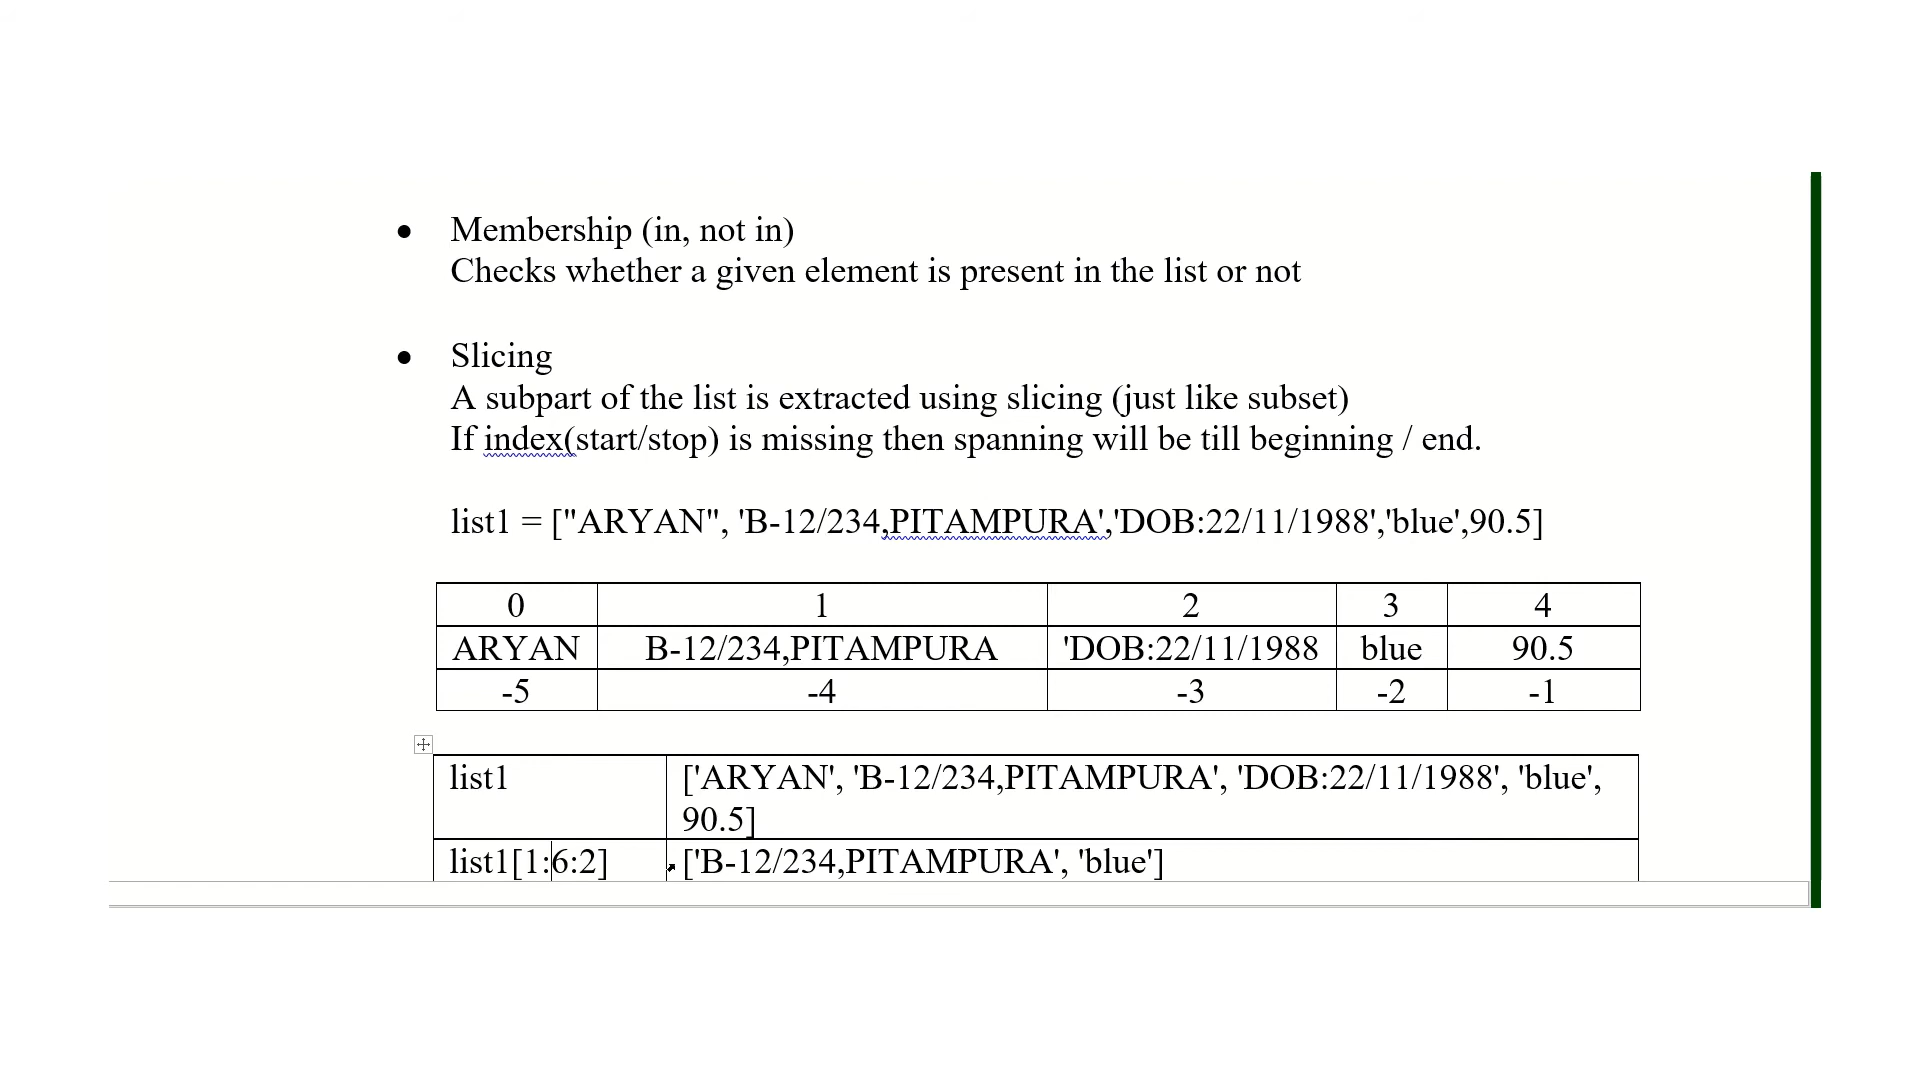 • Membership (in, not in)
Checks whether a given element is present in the list or not
• Slicing
A subpart of the list is extracted using slicing (just like subset)
If index(start/stop) is missing then spanning will be till beginning / end.
list1 = ["ARYAN", 'B-12/234,PITAMPURA','DOB:22/11/1988','blue',90.5]
0 1 2 3 4
ARYAN B-12/234,PITAMPURA 'DOB:22/11/1988 blue 90.5
-5 -4 -3 -2 -1
list1 ['ARYAN', 'B-12/234,PITAMPURA', 'DOB:22/11/1988', 'blue',
90.5]
list1[1:6:2] ['B-12/234,PITAMPURA', 'blue']